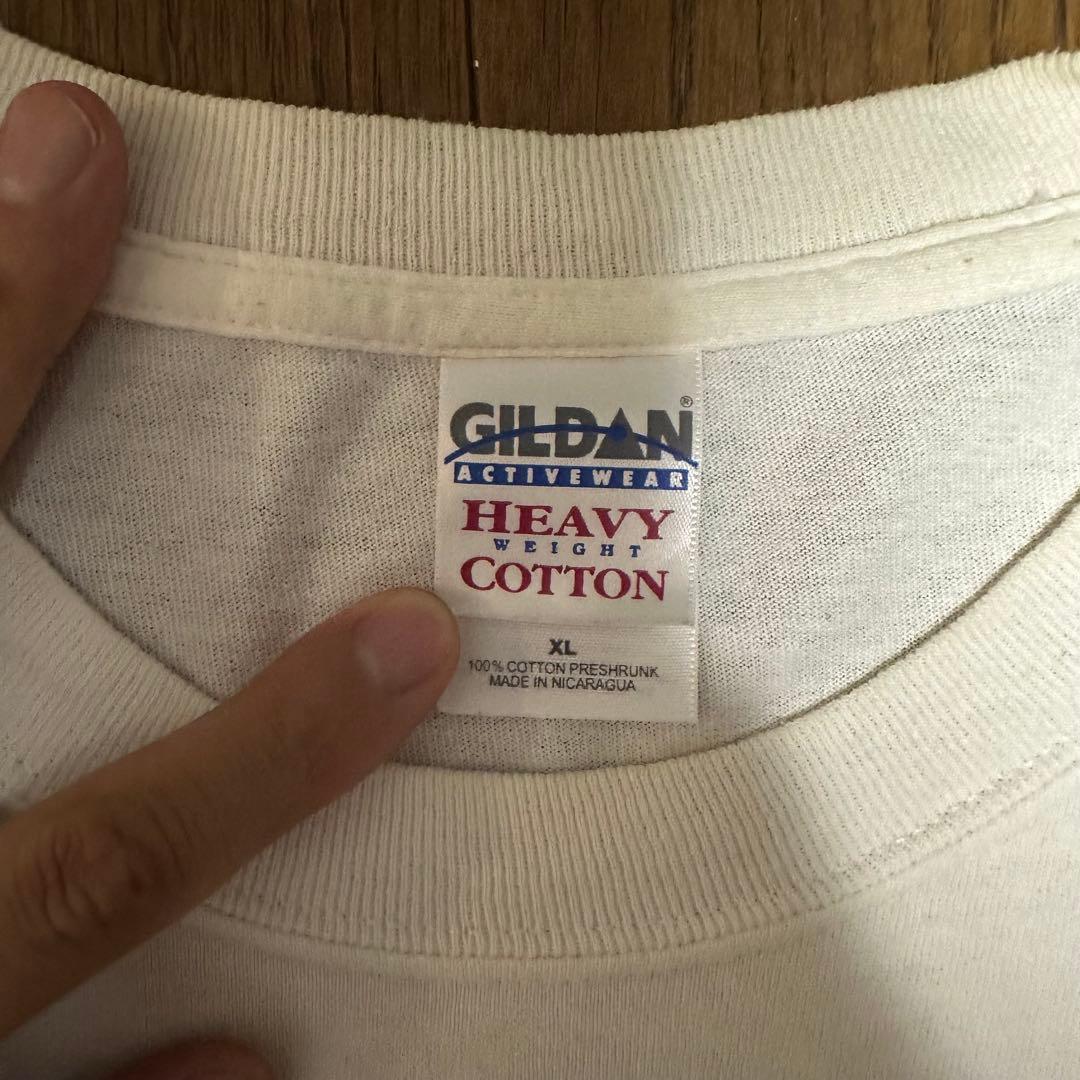 GILDAN®
ACTIVEWEAR
HEAVY
WEIGHT
COTTON
XL
100% COTTON PRESHRUNK
MADE IN NICARAGUA